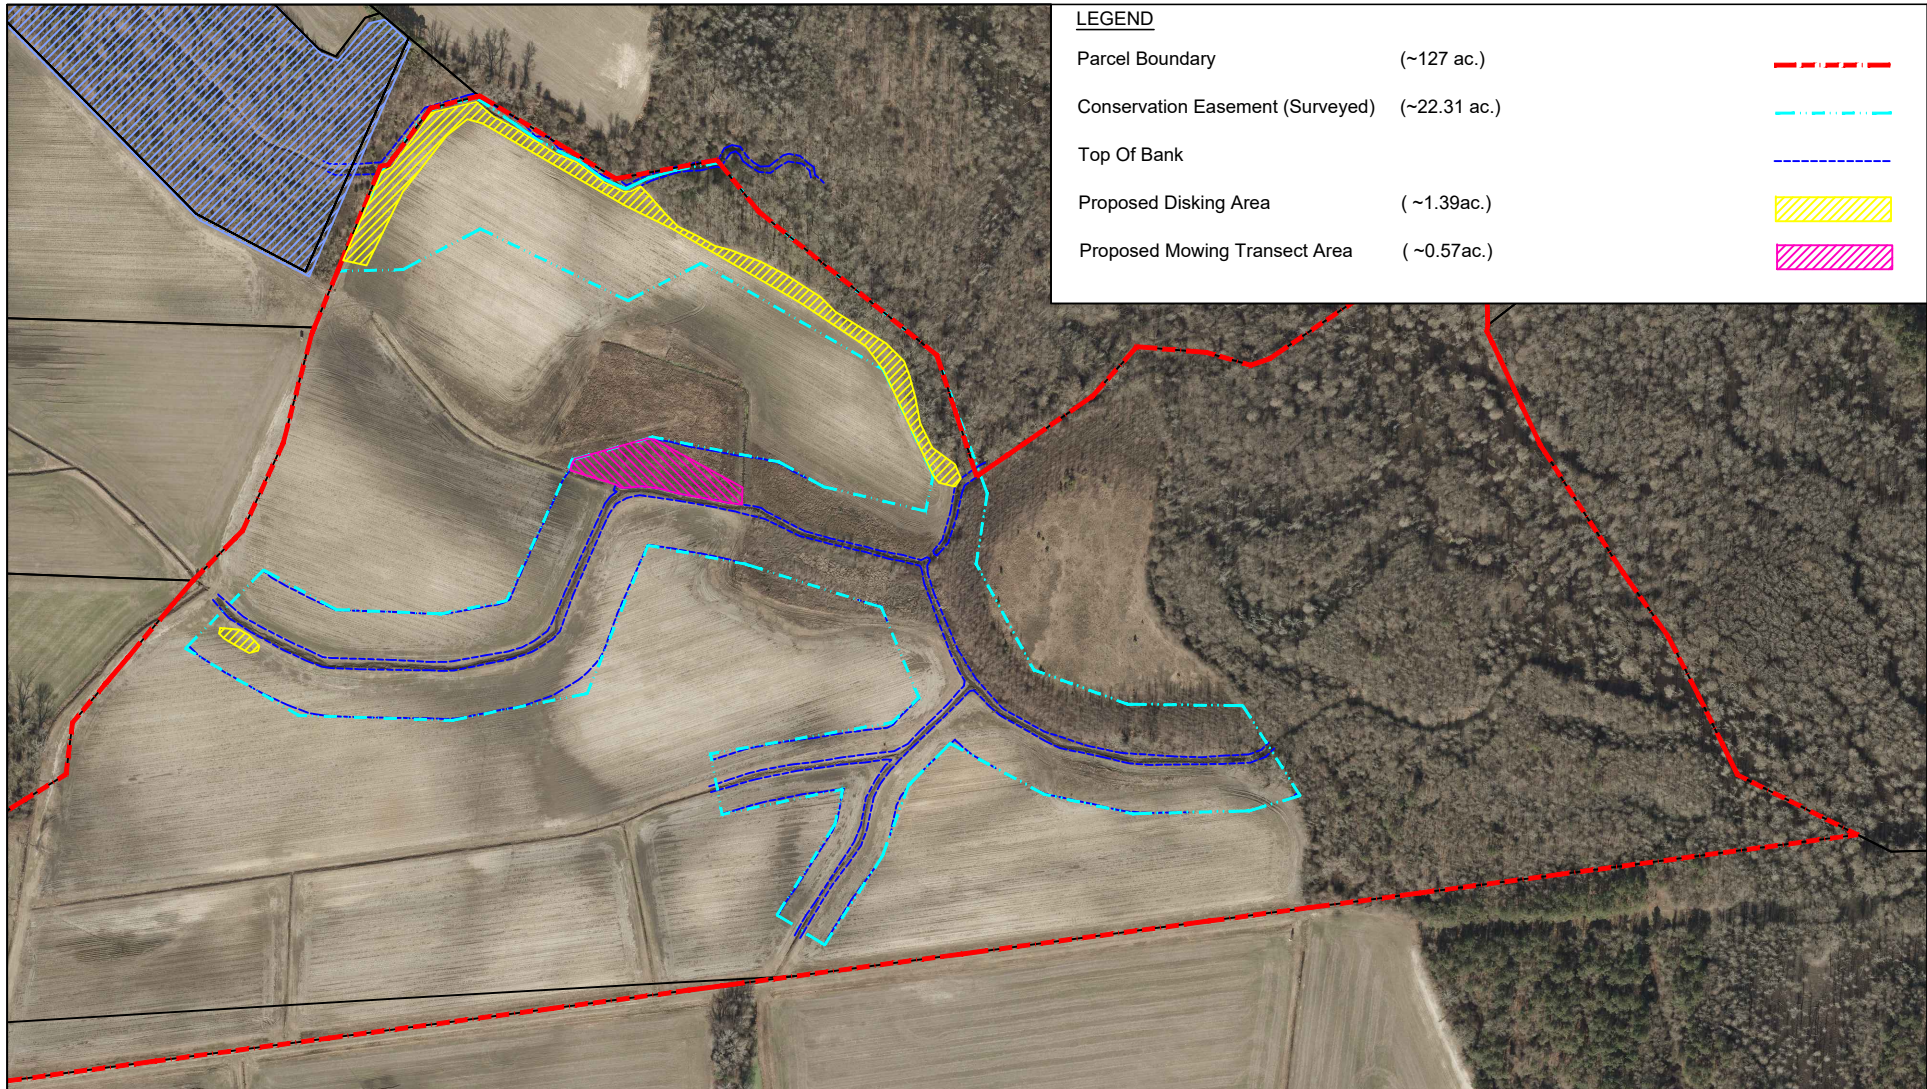 LEGEND
Parcel Boundary (~127 ac.)
Conservation Easement (Surveyed) (~22.31 ac.)
Top Of Bank
Proposed Disking Area ( ~1.39ac.)
Proposed Mowing Transect Area ( ~0.57ac.)